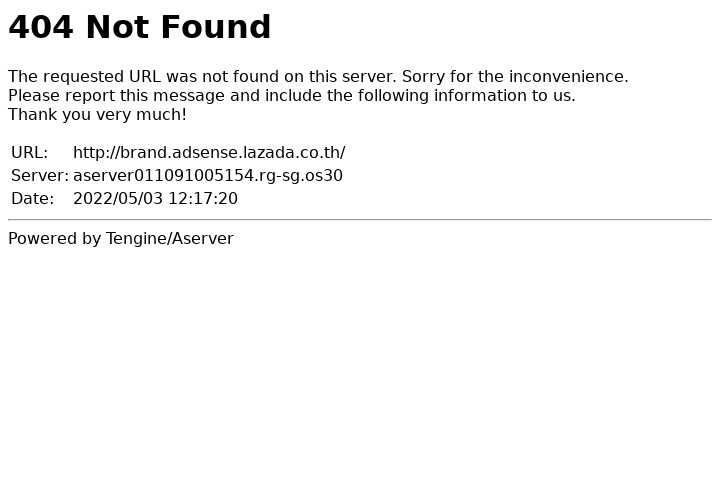 404 Not Found
The requested URL was not found on this server. Sorry for the inconvenience.
Please report this message and include the following information to us.
Thank you very much!
URL: http://brand.adsense.lazada.co.th/
Server: aserver011091005154.rg-sg.os30
Date: 2022/05/03 12:17:20
Powered by Tengine/Aserver